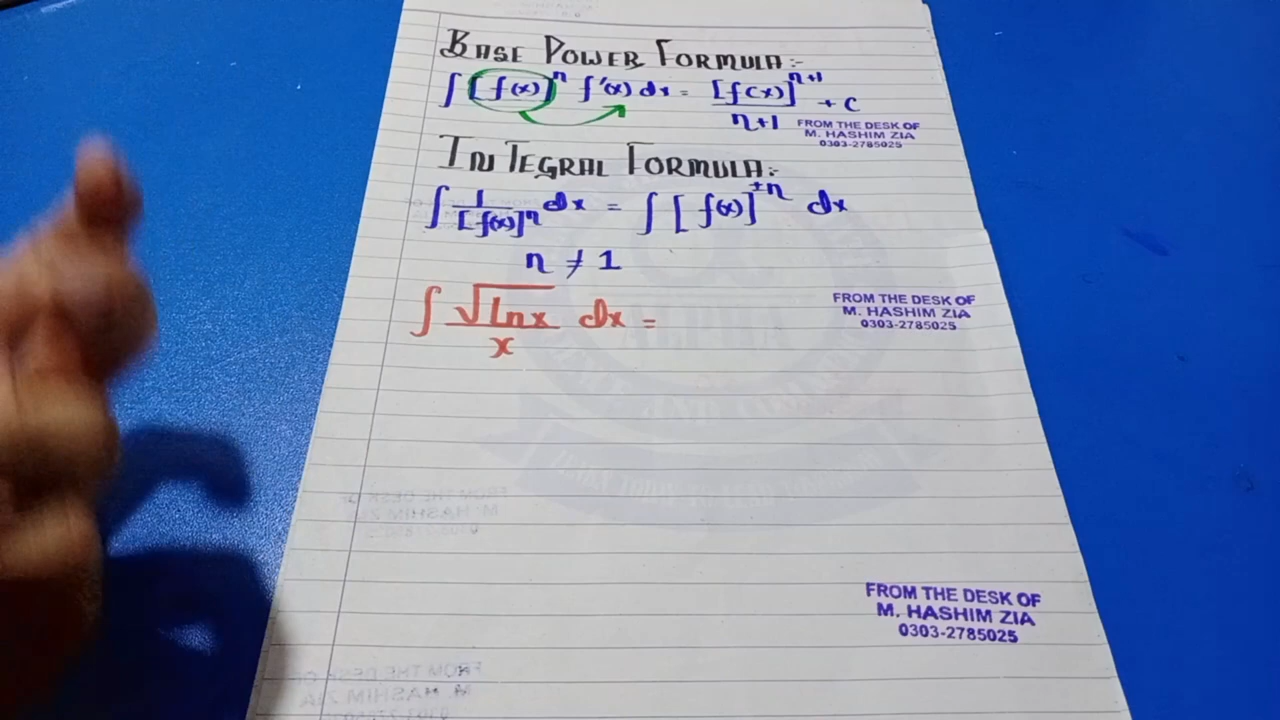 BASE POWER FORMULA:-
∫ [f(x)]^n f'(x) dx = [f(x)]^(n+1) / n+1 + c
FROM THE DESK OF
M. HASHIM ZIA
0303-2785025
INTEGRAL FORMULA:-
∫ 1/[f(x)]^n dx = ∫ [f(x)]^±n dx
n ≠ 1
∫ √Lnx / x dx =
FROM THE DESK OF
M. HASHIM ZIA
0303-2785025
FROM THE DESK OF
M. HASHIM ZIA
0303-2785025